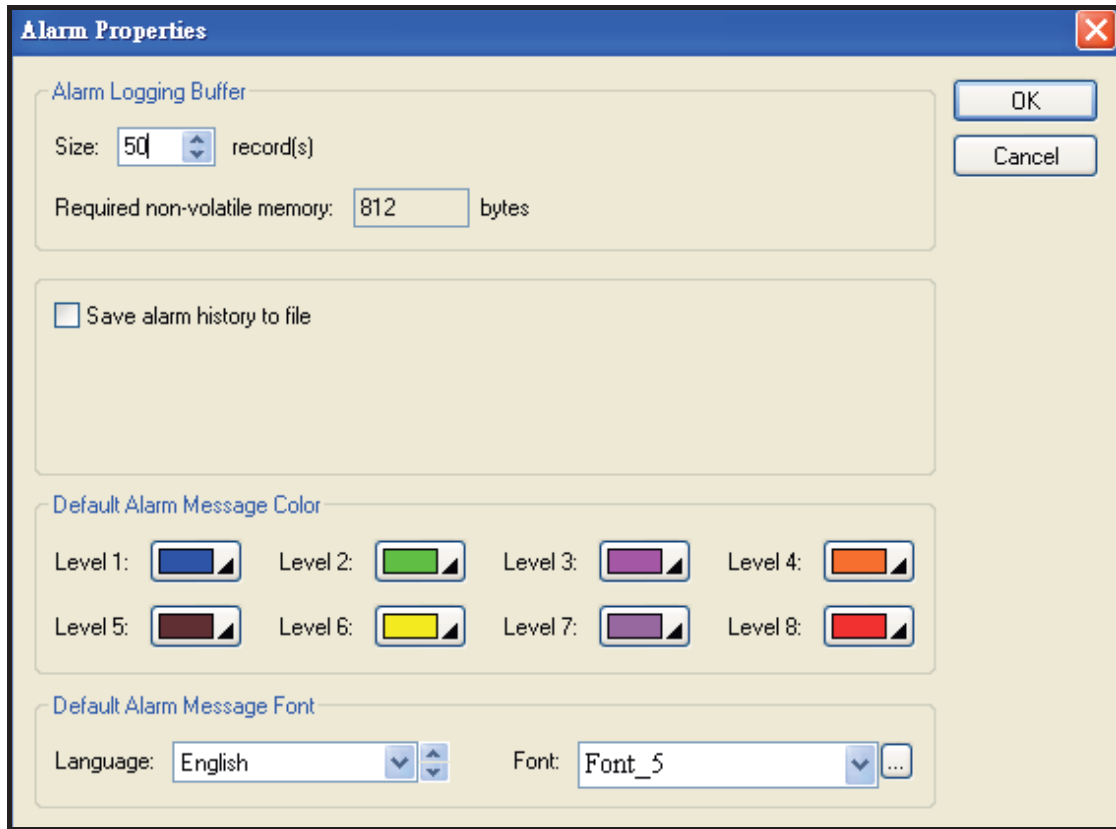 Alarm Properties
Alarm Logging Buffer
OK
Size: 50 record(s)
Cancel
Required non-volatile memory: 812 bytes
Save alarm history to file
Default Alarm Message Color
Level 1: Level 2: Level 3: Level 4:
Level 5: Level 6: Level 7: Level 8:
Default Alarm Message Font
Language: English Font: Font_5 ...